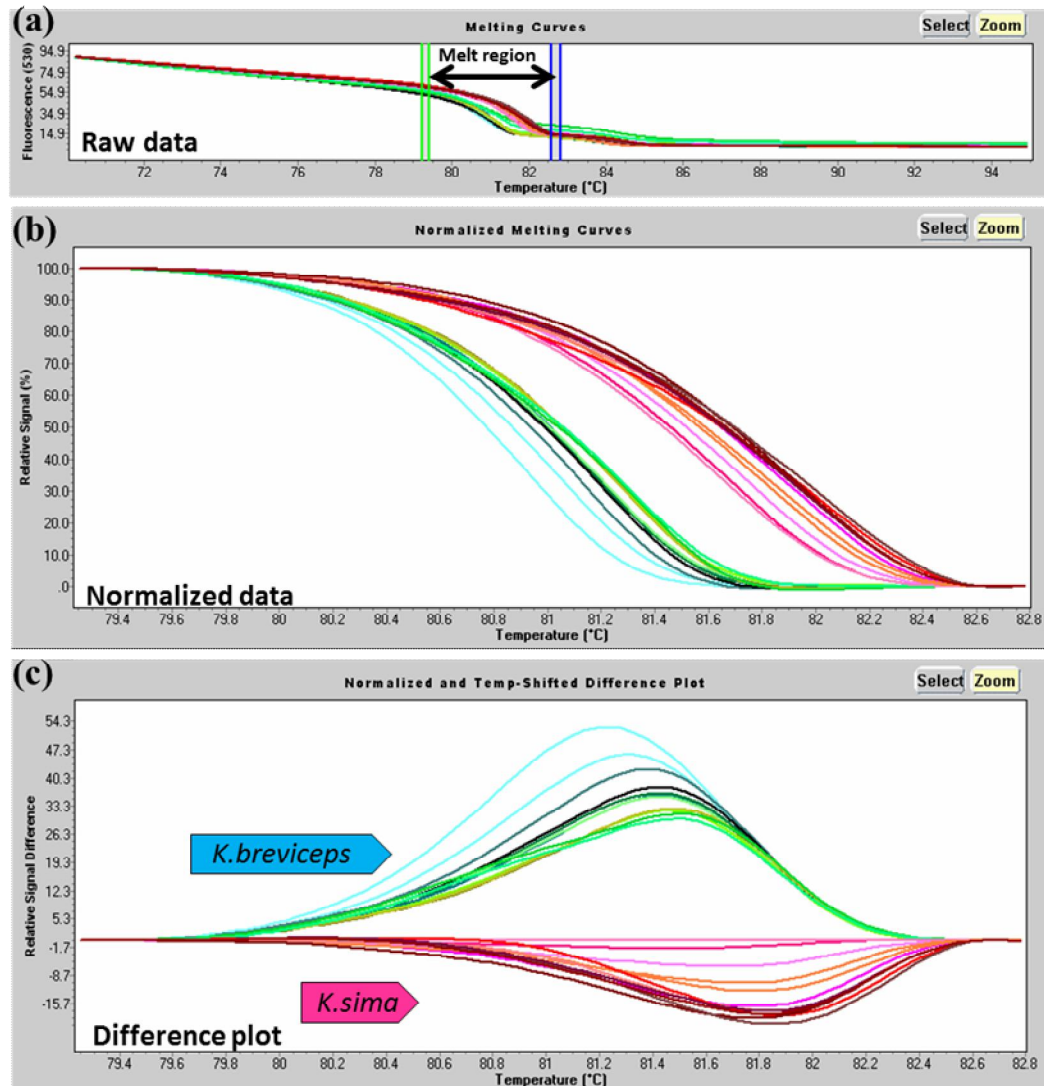 (a)
Melting Curves
Select Zoom
Fluorescence (530)
94.9
74.9
54.9
34.9
14.9
Melt region
Raw data
72 74 76 78 80 82 84 86 88 90 92 94
Temperature (°C)
(b)
Normalized Melting Curves
Select Zoom
Relative Signal (%)
100.0
90.0
80.0
70.0
60.0
50.0
40.0
30.0
20.0
10.0
.0
Normalized data
79.4 79.6 79.8 80 80.2 80.4 80.6 80.8 81 81.2 81.4 81.6 81.8 82 82.2 82.4 82.6 82.8
Temperature (°C)
(c)
Normalized and Temp-Shifted Difference Plot
Select Zoom
Relative Signal Difference
54.3
47.3
40.3
33.3
26.3
19.3
12.3
5.3
-1.7
-8.7
-15.7
K.breviceps
K.sima
Difference plot
79.4 79.6 79.8 80 80.2 80.4 80.6 80.8 81 81.2 81.4 81.6 81.8 82 82.2 82.4 82.6 82.8
Temperature (°C)